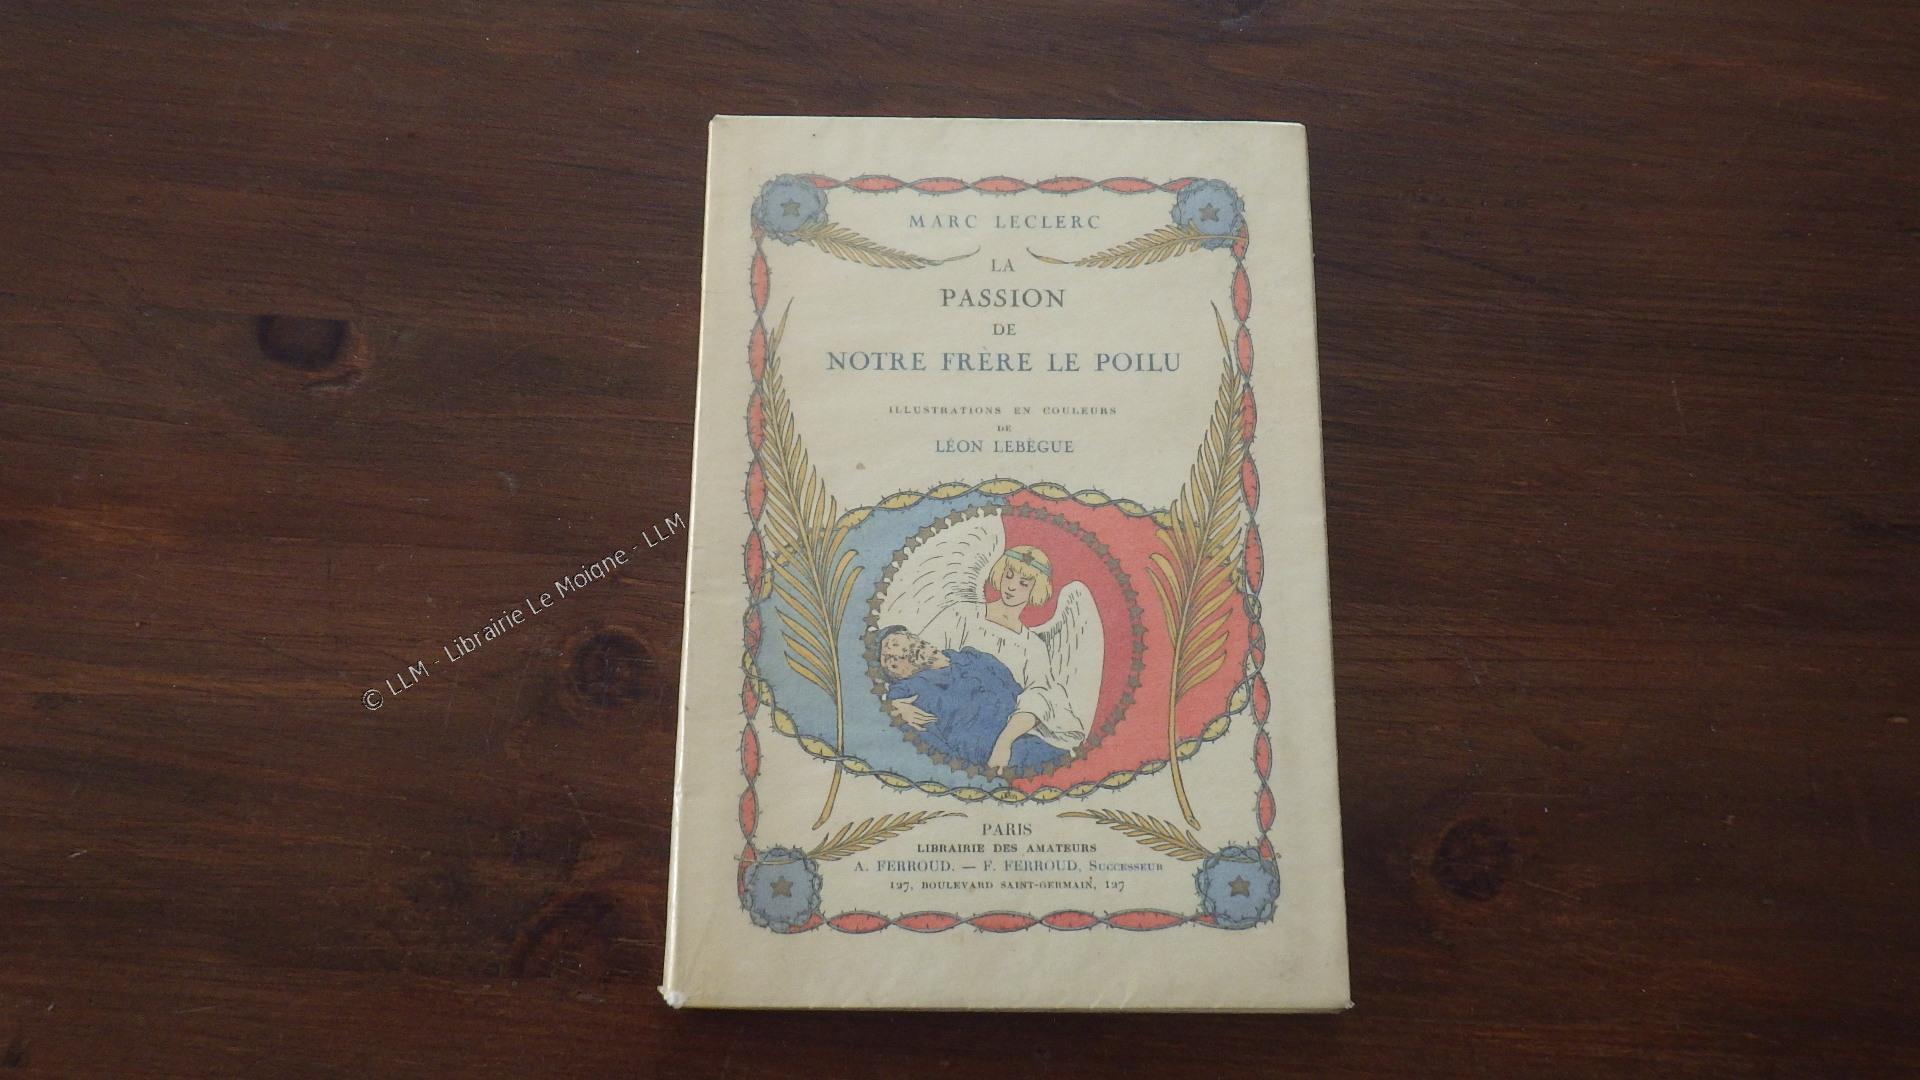 MARC LECLERC
LA
PASSION
DE
NOTRE FRÈRE LE POILU
ILLUSTRATIONS EN COULEURS
DE
LÉON LEBÈGUE
PARIS
LIBRAIRIE DES AMATEURS
A. FERROUD. — F. FERROUD, SUCCESSEUR
127, BOULEVARD SAINT-GERMAIN, 127
© LLM - Librairie Le Moigne - LLM